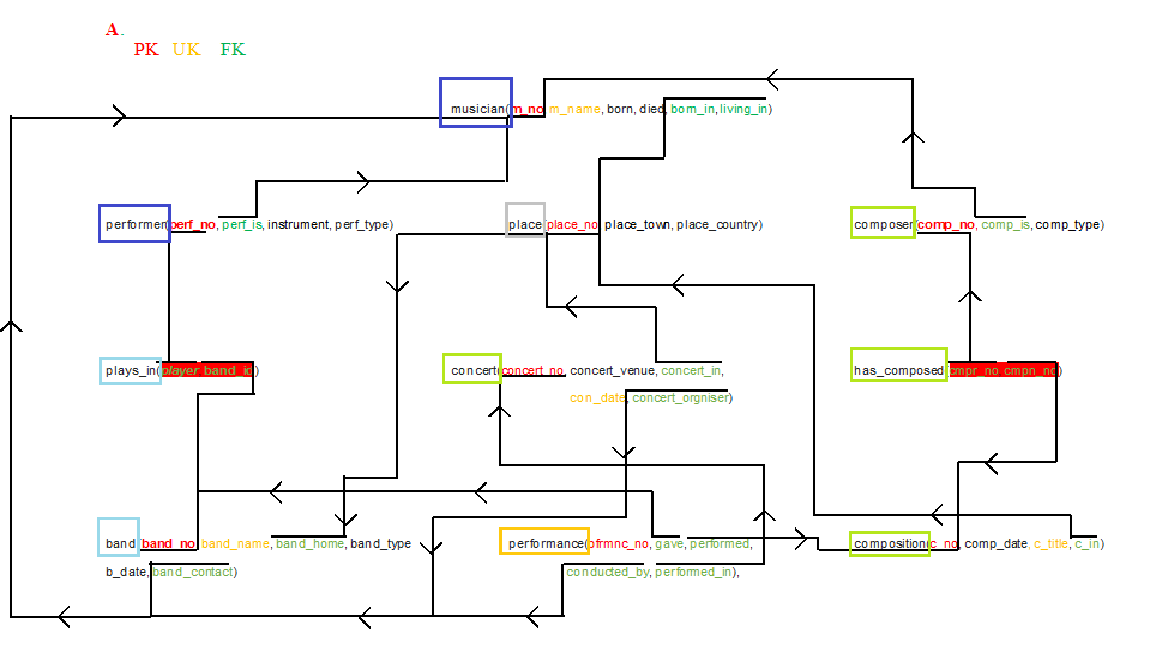 A.
PK UK FK
musician(m_no, m_name, born, died, born_in, living_in)
performer(perf_no, perf_is, instrument, perf_type)
place(place_no, place_town, place_country)
composer(comp_no, comp_is, comp_type)
plays_in(player band_id)
concert(concert_no, concert_venue, concert_in,
con_date, concert_orgniser)
has_composed(cmpr_no cmpn_no)
band(band_no, band_name, band_home, band_type
b_date, band_contact)
performance(pfrmnc_no, gave, performed,
conducted_by, performed_in),
composition(c_no, comp_date, c_title, c_in)